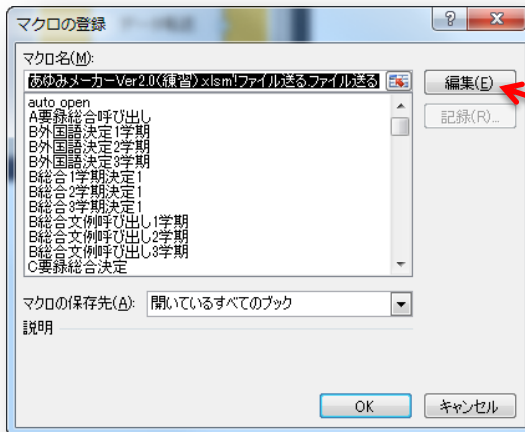 マクロの登録
マクロ名(M):
あゆみメーカーVer2.0(練習).xlsm!ファイル送る.ファイル送る
編集(E)
auto_open
A要録総合呼び出し
B外国語決定1学期
B外国語決定2学期
B外国語決定3学期
B総合1学期決定1
B総合2学期決定1
B総合3学期決定1
B総合文例呼び出し1学期
B総合文例呼び出し2学期
B総合文例呼び出し3学期
C要録総合決定
記録(R)...
マクロの保存先(A):
開いているすべてのブック
説明
OK
キャンセル